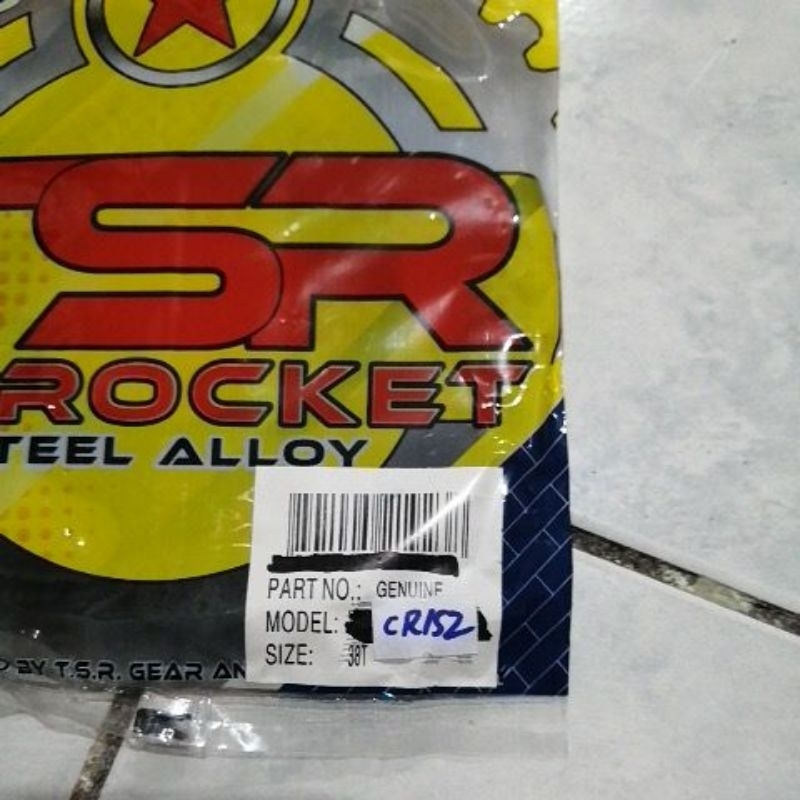 TSR
ROCKET
TEEL ALLOY
PART NO.: GENUINE
MODEL: CR152
SIZE: 38T
BY T.S.R. GEAR AN